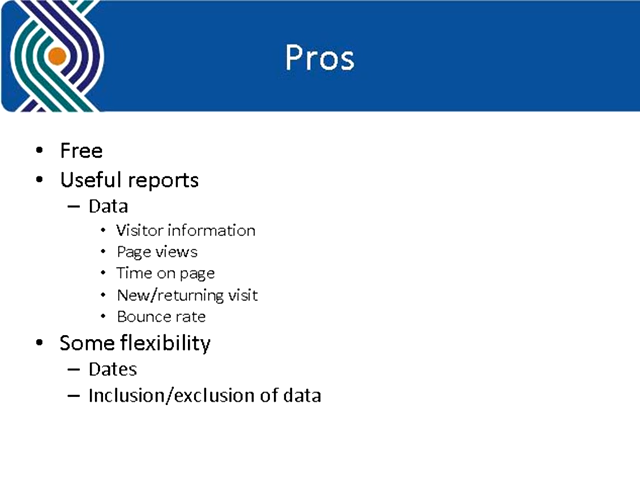 Pros
• Free
• Useful reports
– Data
• Visitor information
• Page views
• Time on page
• New/returning visit
• Bounce rate
• Some flexibility
– Dates
– Inclusion/exclusion of data